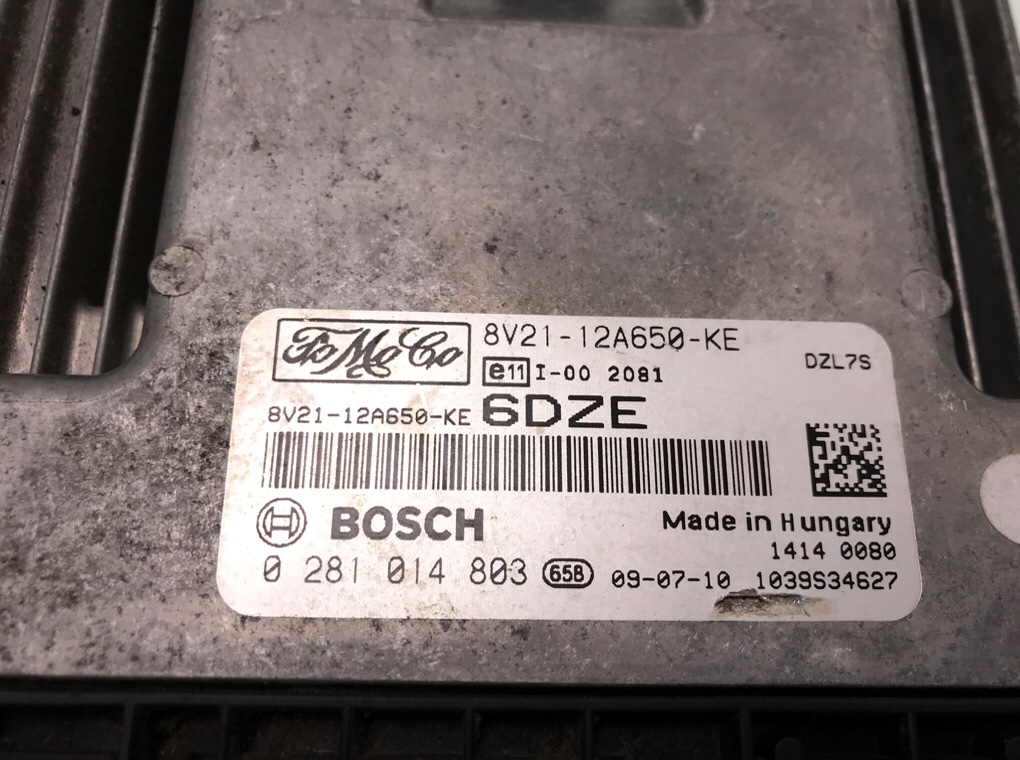 FoMoCo 8V21-12A650-KE
e11 I-00 2081 DZL7S
8V21-12A650-KE 6DZE
BOSCH Made in Hungary
1414 0080
0 281 014 803 65B 09-07-10 1039S34627